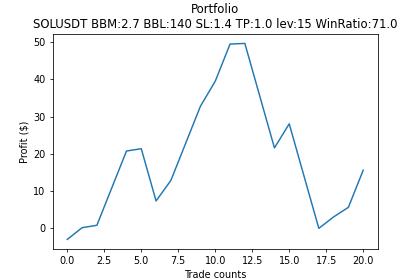 Portfolio
SOLUSDT BBM:2.7 BBL:140 SL:1.4 TP:1.0 lev:15 WinRatio:71.0
50
40
30
20
10
0
Profit ($)
0.0 2.5 5.0 7.5 10.0 12.5 15.0 17.5 20.0
Trade counts